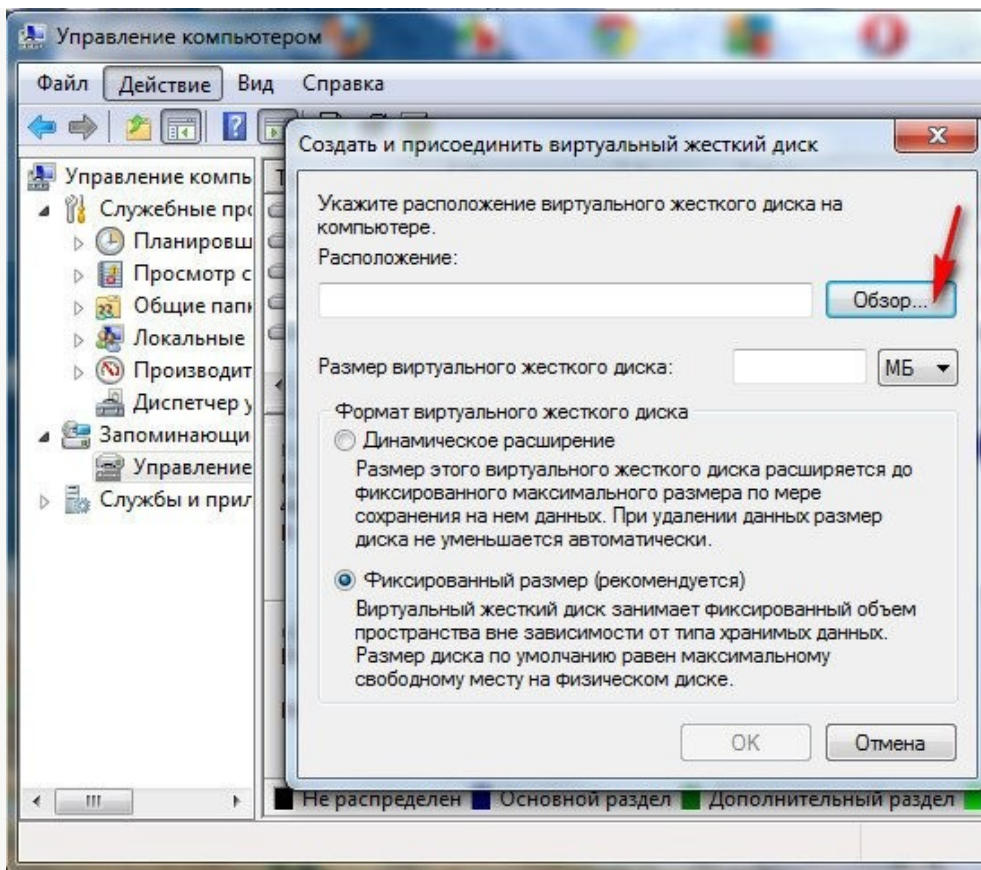 Управление компьютером
Файл Действие Вид Справка
Создать и присоединить виртуальный жесткий диск
Управление компь
Служебные про
Планировщ
Просмотр с
Общие папк
Локальные
Производит
Диспетчер у
Запоминающи
Управление
Службы и прил
Укажите расположение виртуального жесткого диска на
компьютере.
Расположение:
Обзор...
Размер виртуального жесткого диска: МБ
Формат виртуального жесткого диска
Динамическое расширение
Размер этого виртуального жесткого диска расширяется до
фиксированного максимального размера по мере
сохранения на нем данных. При удалении данных размер
диска не уменьшается автоматически.
Фиксированный размер (рекомендуется)
Виртуальный жесткий диск занимает фиксированный объем
пространства вне зависимости от типа хранимых данных.
Размер диска по умолчанию равен максимальному
свободному месту на физическом диске.
OK Отмена
Не распределен Основной раздел Дополнительный раздел